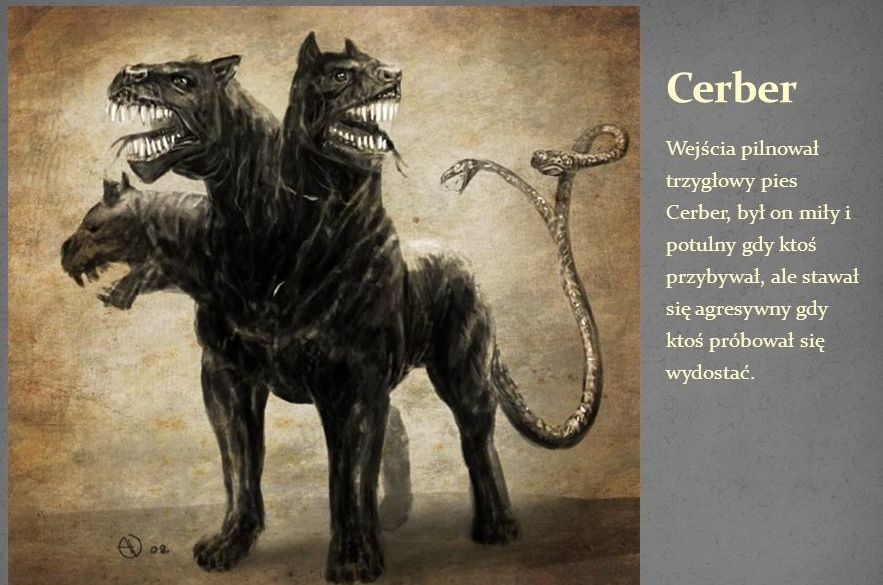 Cerber
Wejścia pilnował
trzygłowy pies
Cerber, był on miły i
potulny gdy ktoś
przybywał, ale stawał
się agresywny gdy
ktoś próbował się
wydostać.
08.